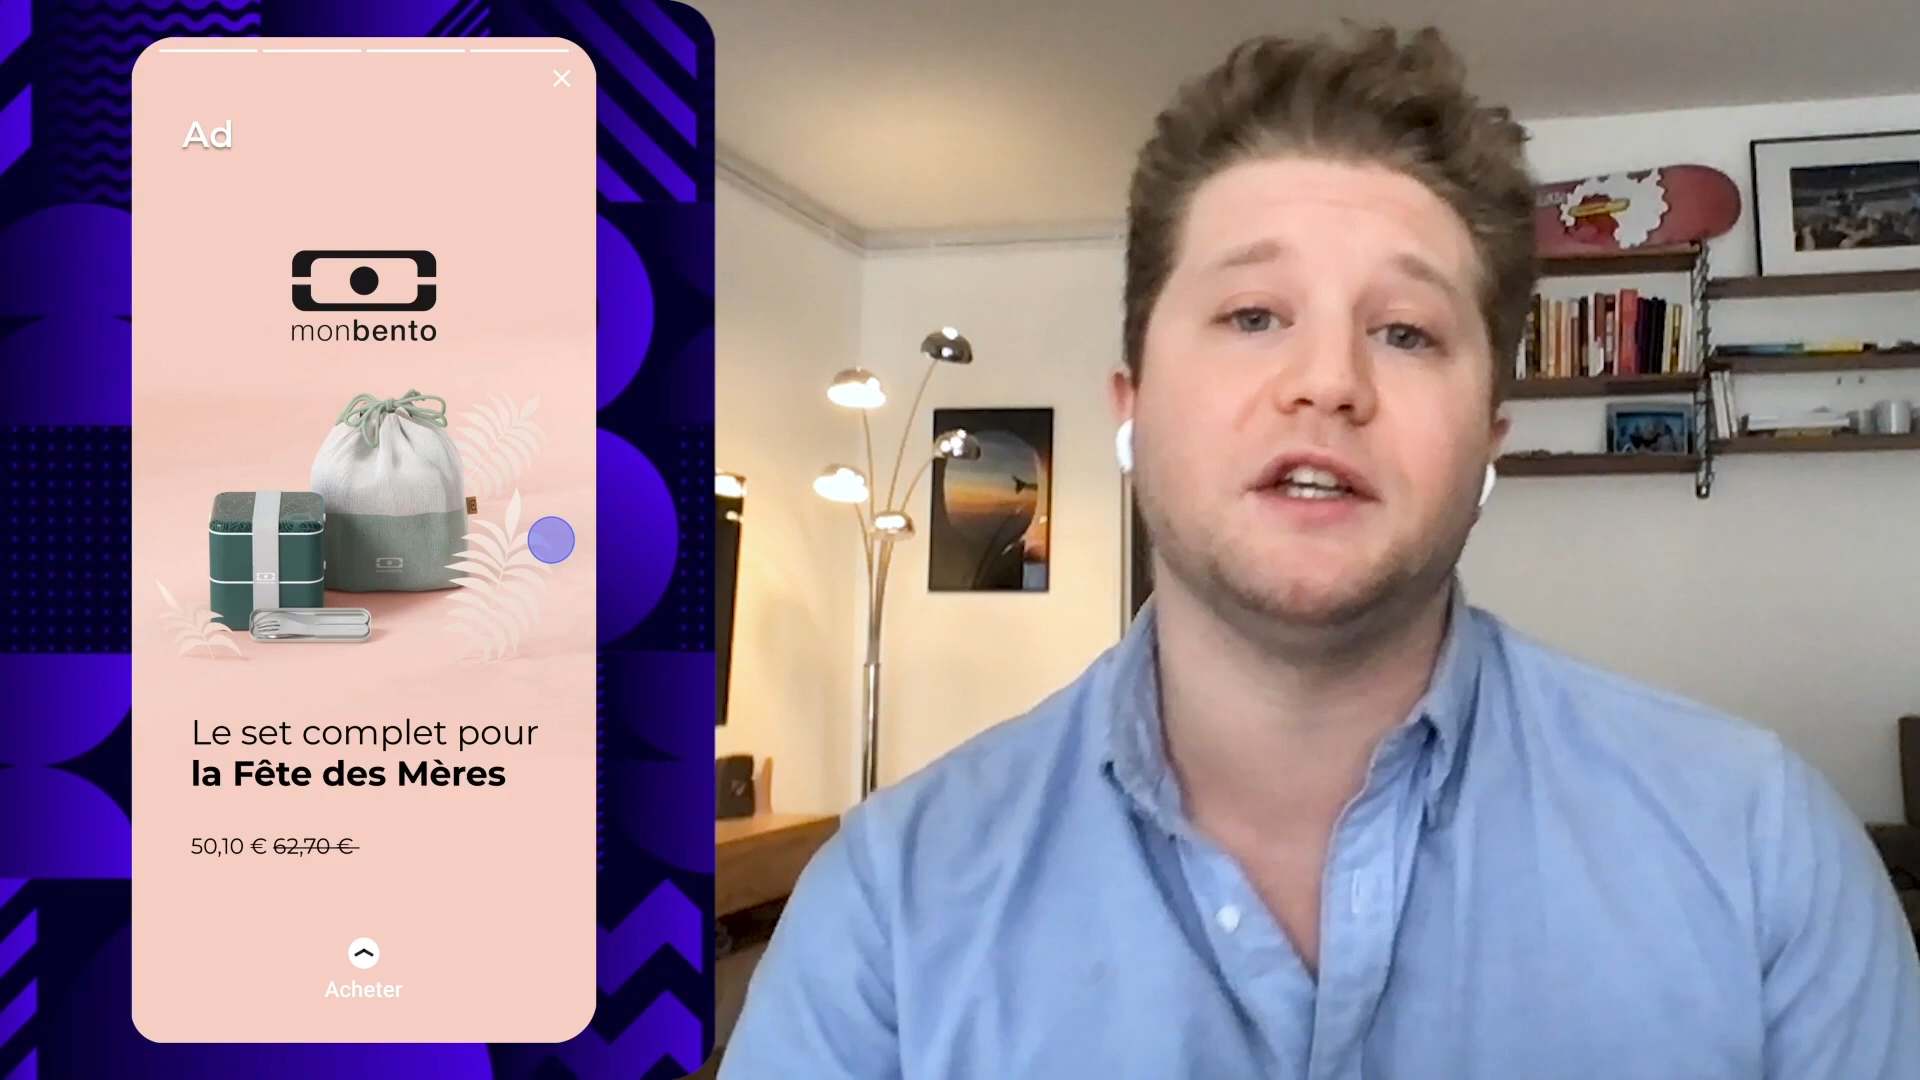 Ad
monbento
Le set complet pour
la Fête des Mères
50,10 € 62,70 €
Acheter